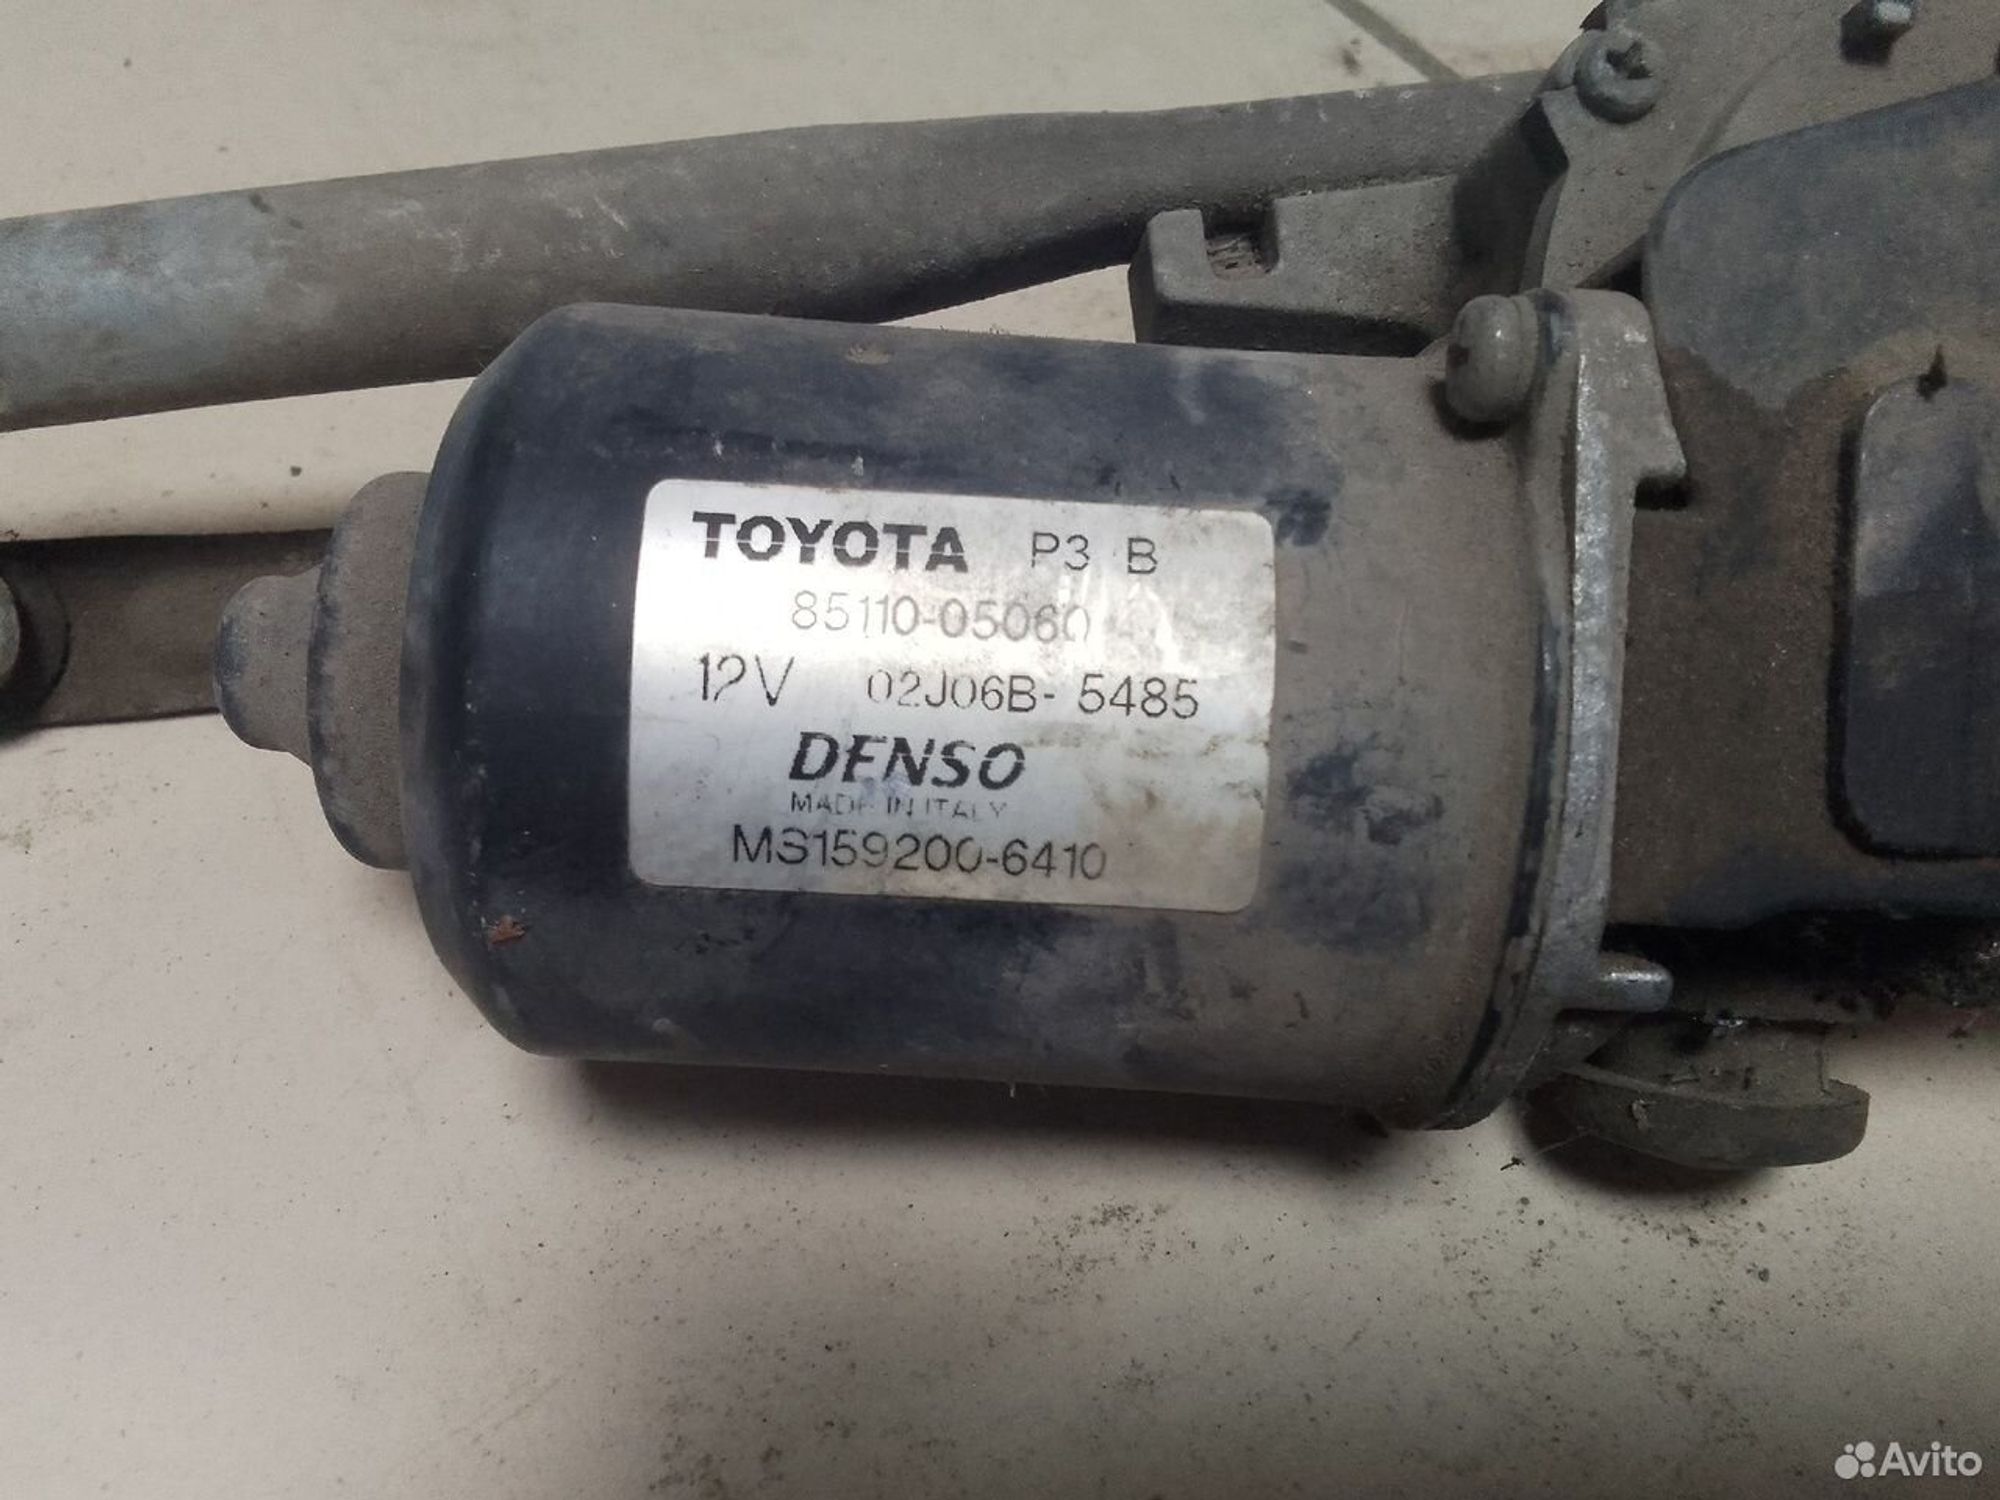 TOYOTA P3 B
85110-05060
12V 02J06B-5485
DENSO
MADE IN ITALY
MS159200-6410
Avito